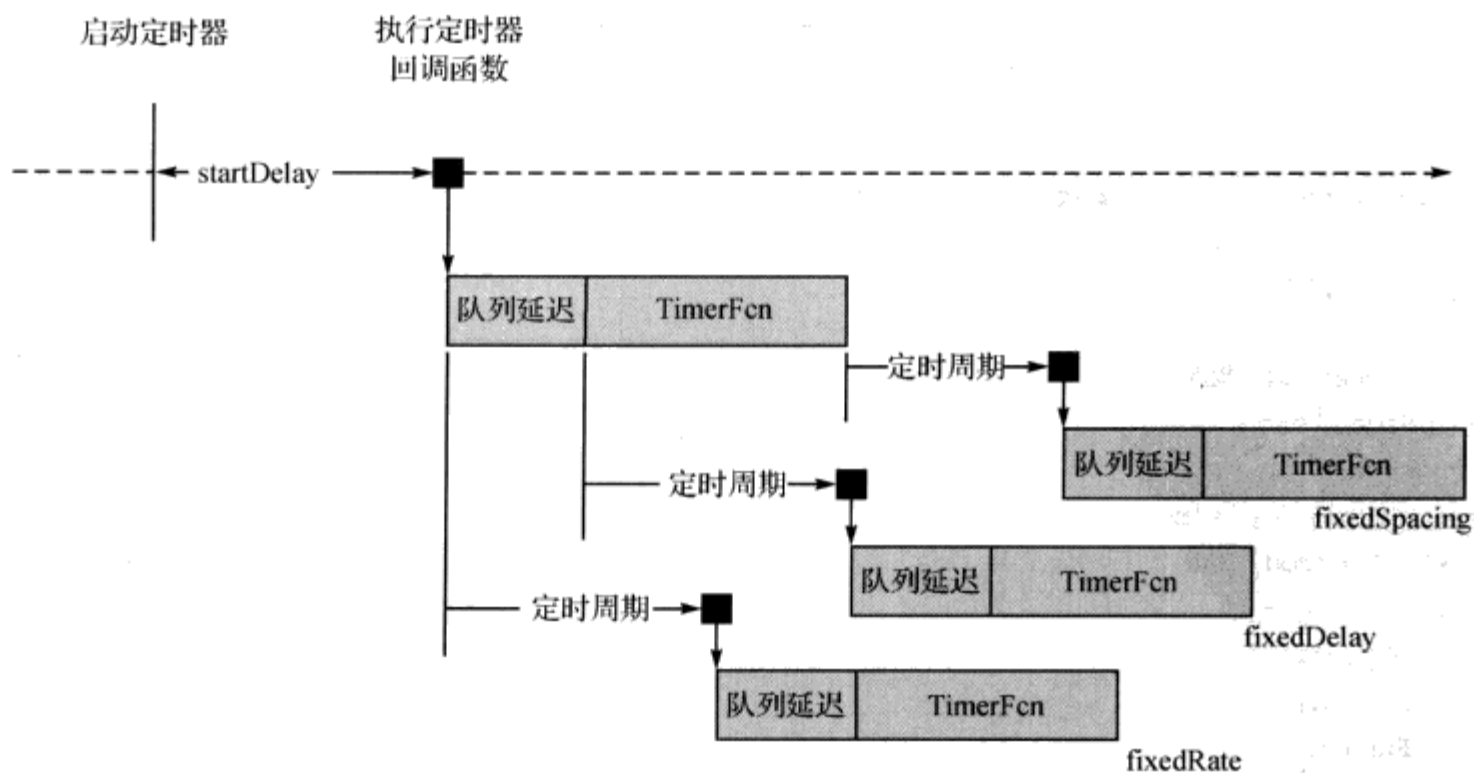 启动定时器
执行定时器
回调函数
startDelay
队列延迟
TimerFcn
定时周期
队列延迟
TimerFcn
fixedSpacing
定时周期
队列延迟
TimerFcn
fixedDelay
定时周期
队列延迟
TimerFcn
fixedRate